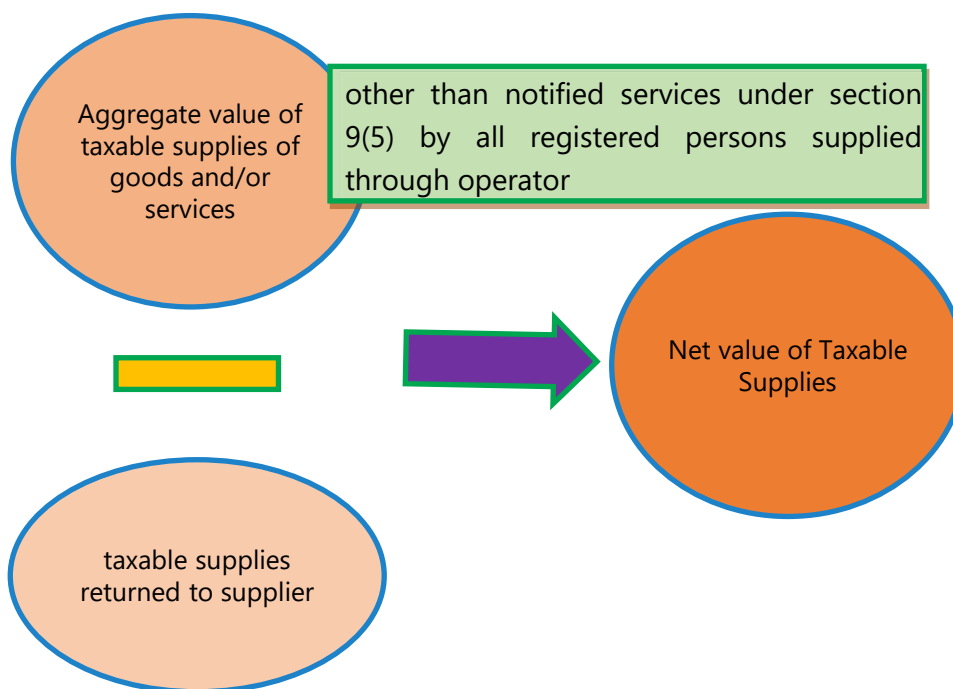 Aggregate value of
taxable supplies of
goods and/or
services
other than notified services under section
9(5) by all registered persons supplied
through operator
Net value of Taxable
Supplies
taxable supplies
returned to supplier